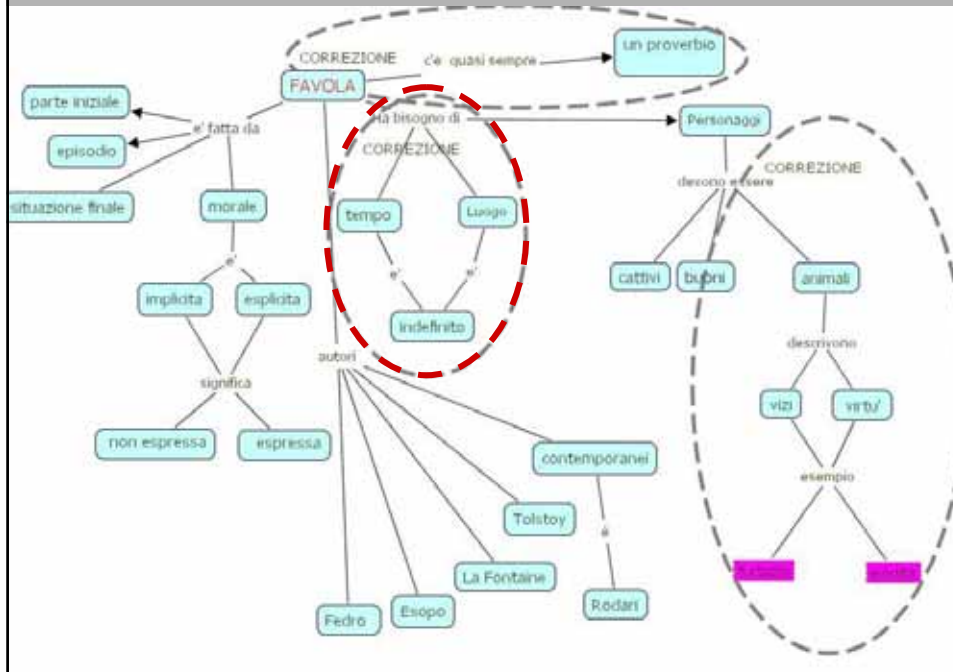 CORREZIONE
c'e quasi sempre
un proverbio
FAVOLA
parte iniziale
e' fatta da
episodio
situazione finale
morale
e'
implicita
esplicita
significa
non espressa
espressa
ha bisogno di
CORREZIONE
tempo
Luogo
e'
e'
indefinito
Personaggi
devono essere
CORREZIONE
cattivi
buoni
animali
descrivono
vizi
virtu'
esempio
autori
contemporanei
è
Tolstoy
La Fontaine
Rodari
Esopo
Fedro